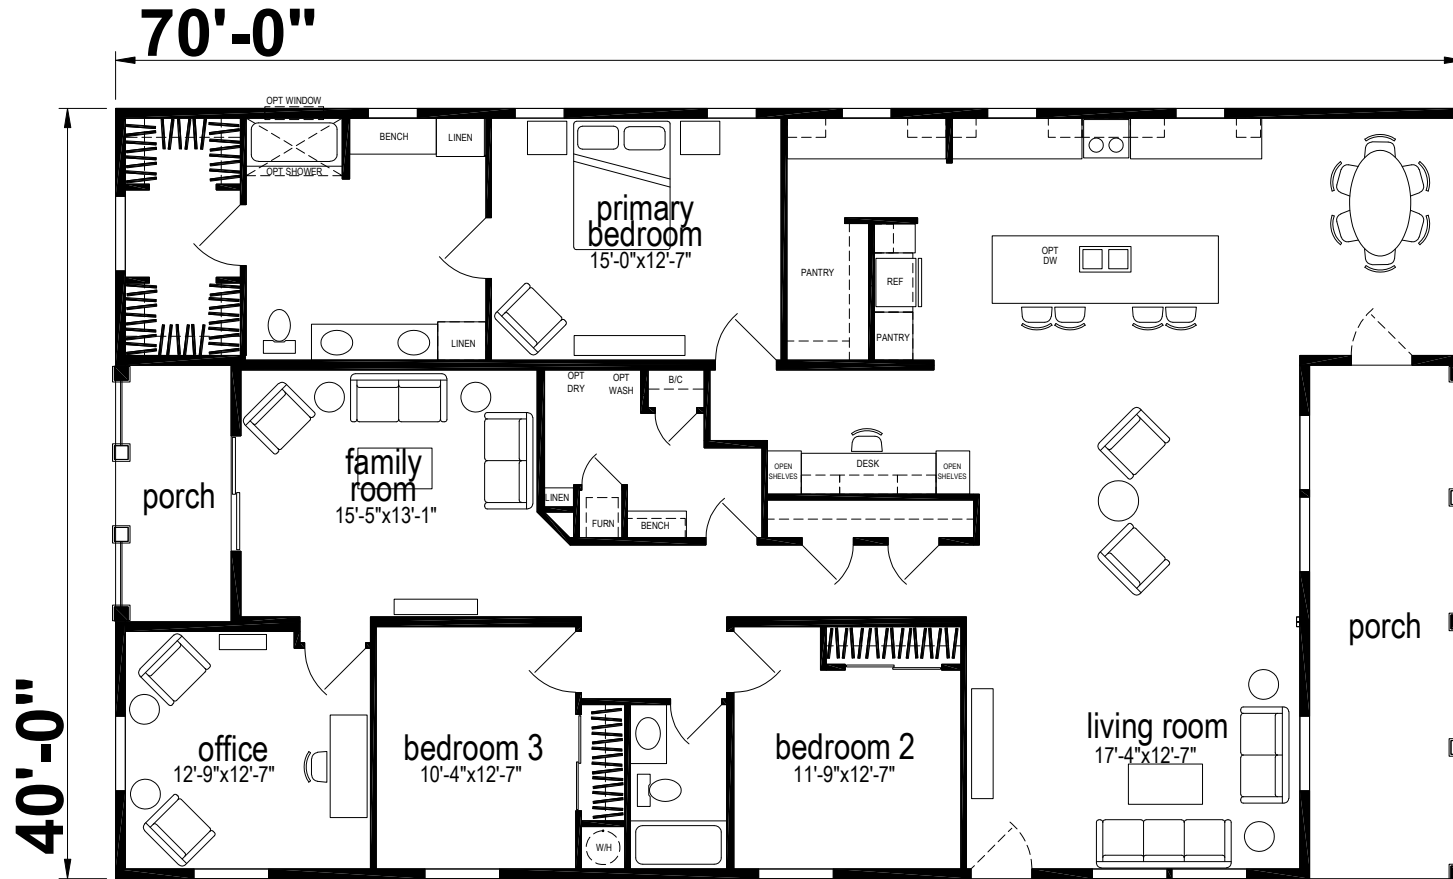 70'-0"
OPT WINDOW
BENCH
LINEN
OPT SHOWER
primary
bedroom
15'-0"x12'-7"
OPT
DW
PANTRY
REF
PANTRY
LINEN
OPT
DRY
OPT
WASH
B/C
family
room
15'-5"x13'-1"
porch
OPEN
SHELVES
DESK
OPEN
SHELVES
LINEN
FURN
BENCH
porch
40'-0"
office
12'-9"x12'-7"
bedroom 3
10'-4"x12'-7"
W/H
bedroom 2
11'-9"x12'-7"
living room
17'-4"x12'-7"